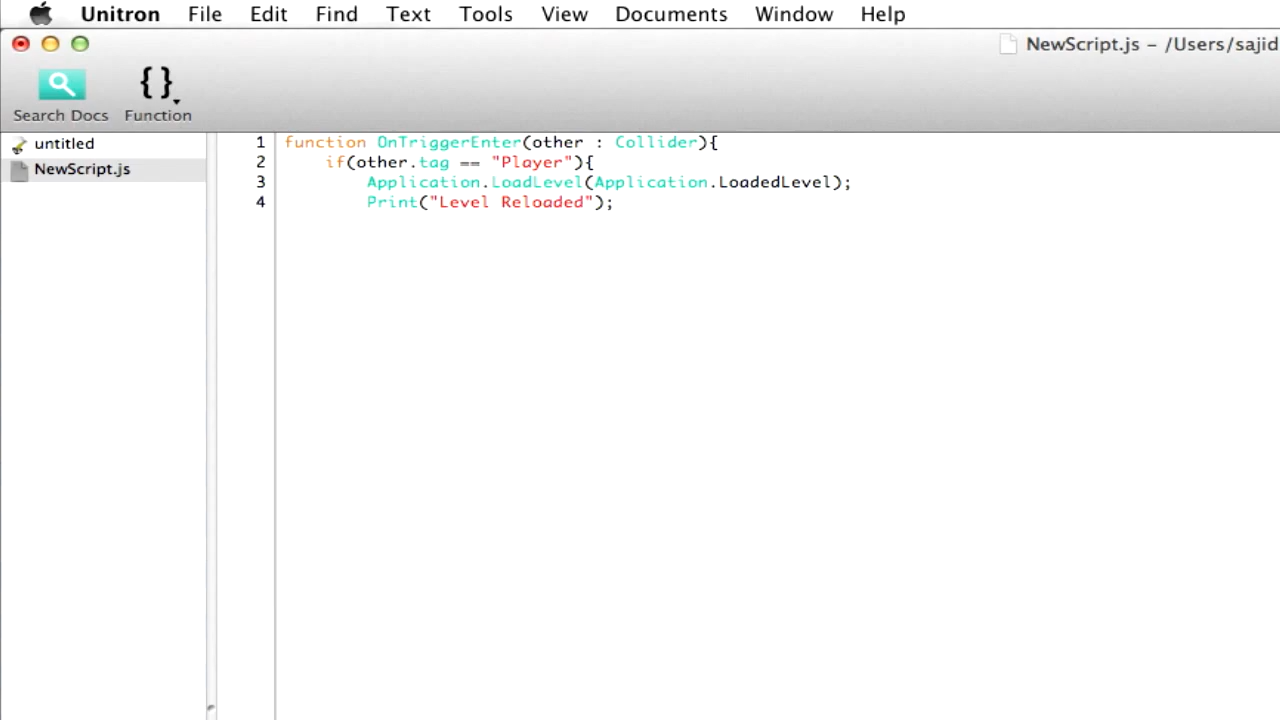 Unitron File Edit Find Text Tools View Documents Window Help
NewScript.js – /Users/sajid
Search Docs Function
untitled
NewScript.js
1 function OnTriggerEnter(other : Collider){
2 if(other.tag == "Player"){
3 Application.LoadLevel(Application.LoadedLevel);
4 Print("Level Reloaded");